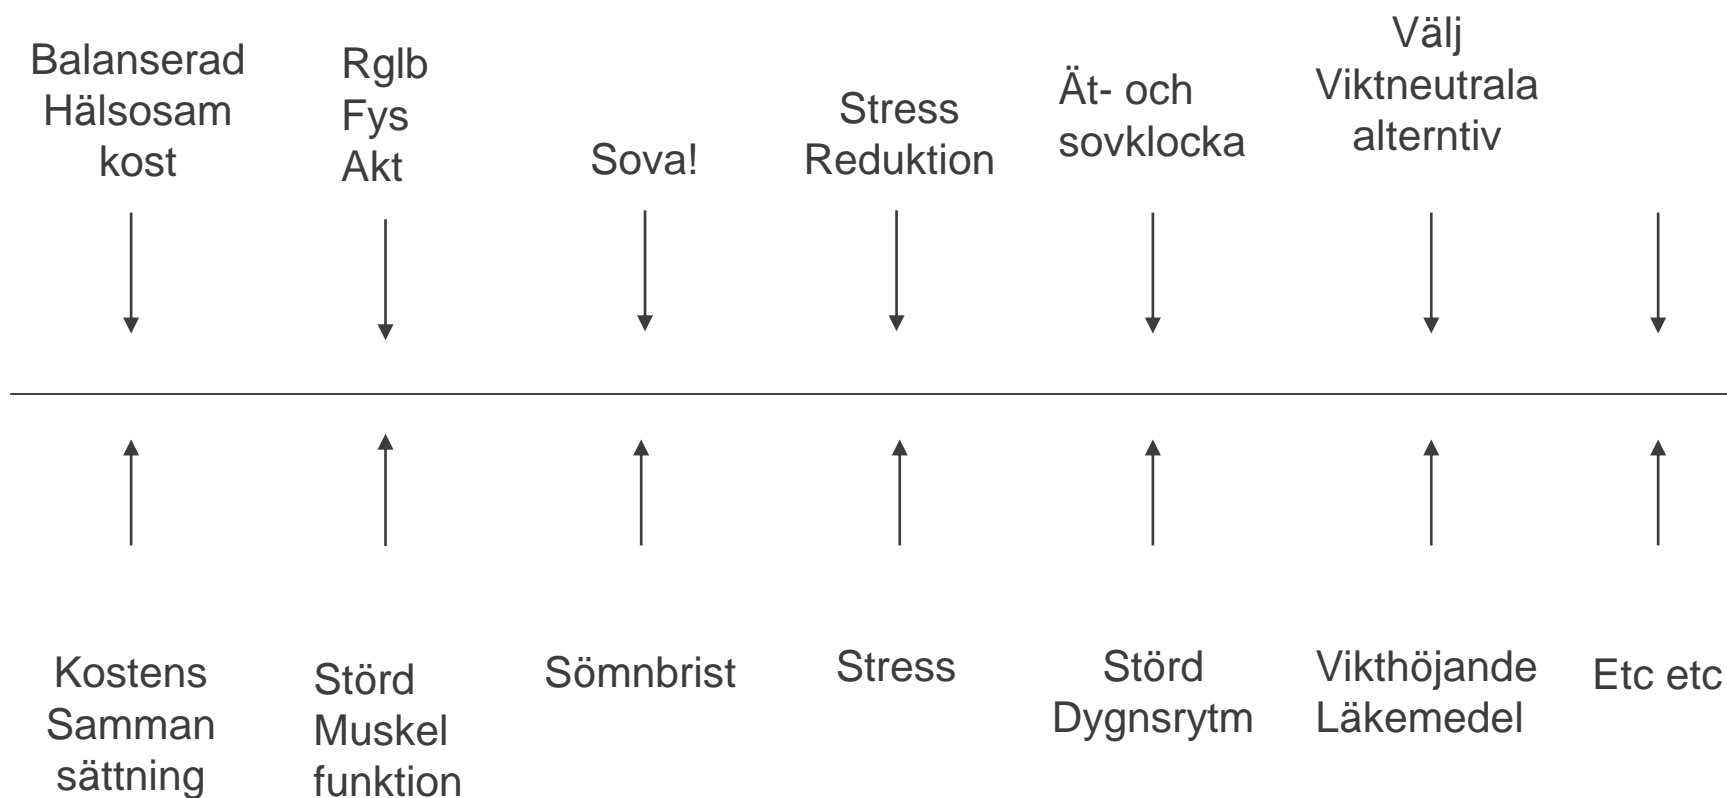 Balanserad
Hälsosam
kost
Rglb
Fys
Akt
Sova!
Stress
Reduktion
Ät- och
sovklocka
Välj
Viktneutrala
alterntiv
Kostens
Samman
sättning
Störd
Muskel
funktion
Sömnbrist
Stress
Störd
Dygnsrytm
Vikthöjande
Läkemedel
Etc etc